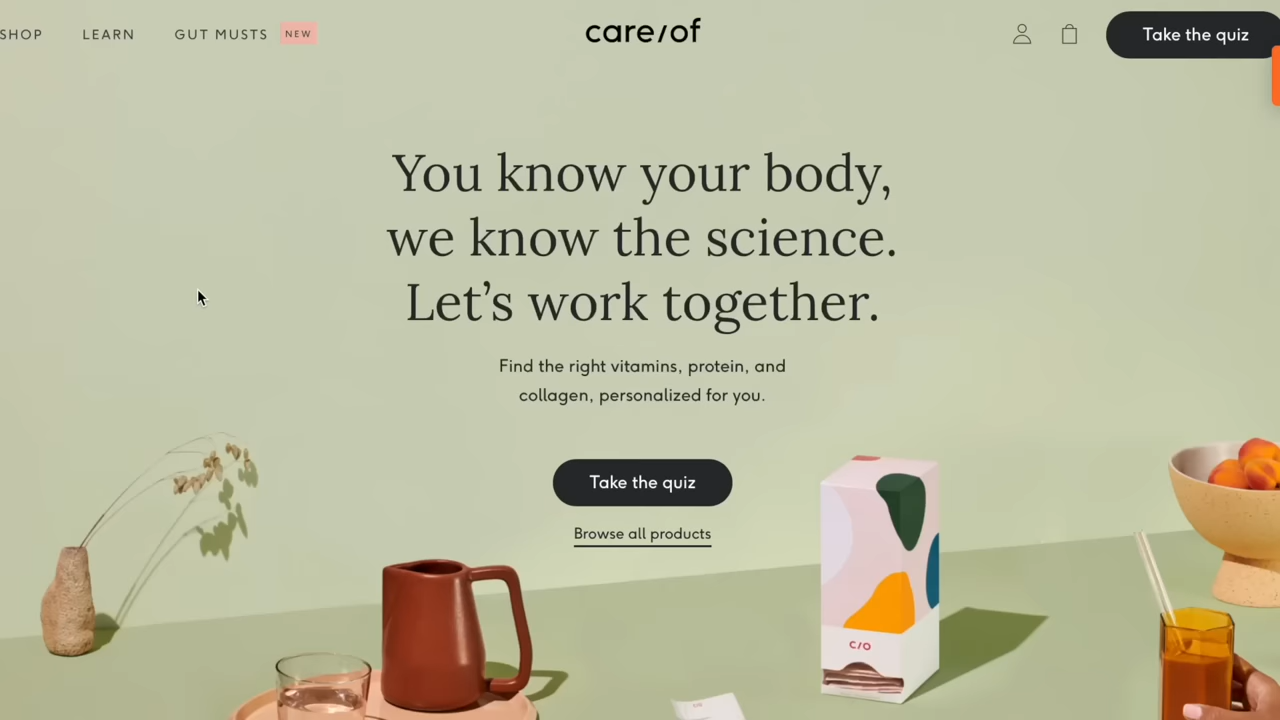 SHOP
LEARN
GUT MUSTS
NEW
care/of
Take the quiz
You know your body,
we know the science.
Let’s work together.
Find the right vitamins, protein, and
collagen, personalized for you.
Take the quiz
Browse all products
C/O